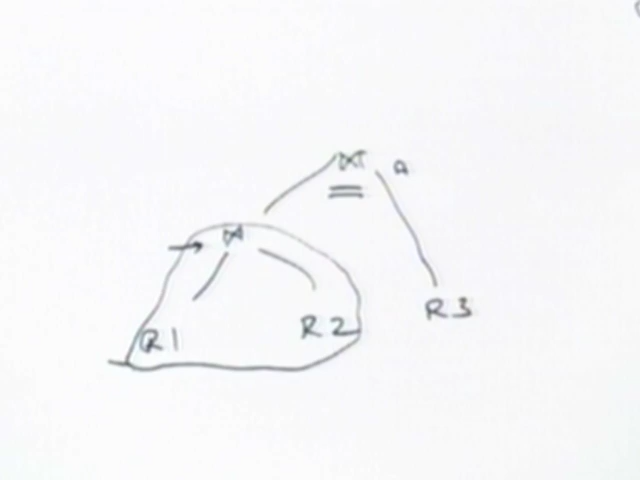 ⋈ A
⋈
R1 R2 R3